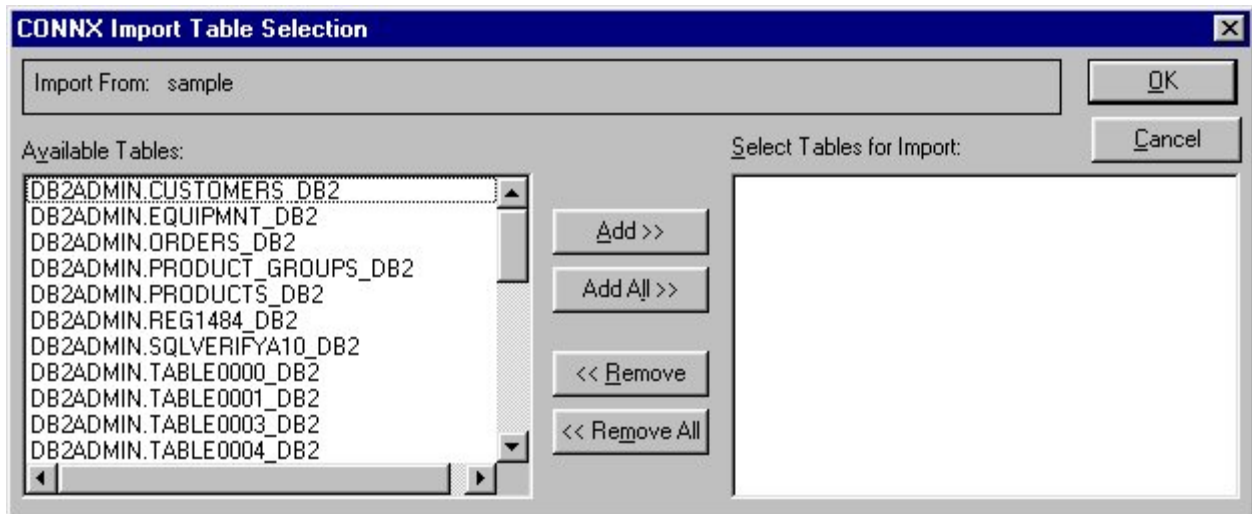 CONNX Import Table Selection
Import From: sample
OK
Cancel
Available Tables:
Select Tables for Import:
DB2ADMIN.CUSTOMERS_DB2
DB2ADMIN.EQUIPMNT_DB2
DB2ADMIN.ORDERS_DB2
DB2ADMIN.PRODUCT_GROUPS_DB2
DB2ADMIN.PRODUCTS_DB2
DB2ADMIN.REG1484_DB2
DB2ADMIN.SQLVERIFYA10_DB2
DB2ADMIN.TABLE0000_DB2
DB2ADMIN.TABLE0001_DB2
DB2ADMIN.TABLE0003_DB2
DB2ADMIN.TABLE0004_DB2
Add >>
Add All >>
<< Remove
<< Remove All